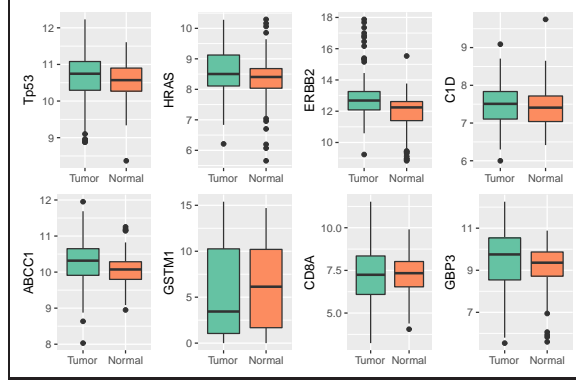 Tp53
12
11
10
9
Tumor Normal
HRAS
10
9
8
7
6
Tumor Normal
ERBB2
18
16
14
12
10
Tumor Normal
C1D
9
8
7
6
Tumor Normal
ABCC1
12
11
10
9
8
Tumor Normal
GSTM1
15
10
5
0
Tumor Normal
CD8A
10.0
7.5
5.0
Tumor Normal
GBP3
11
9
7
Tumor Normal